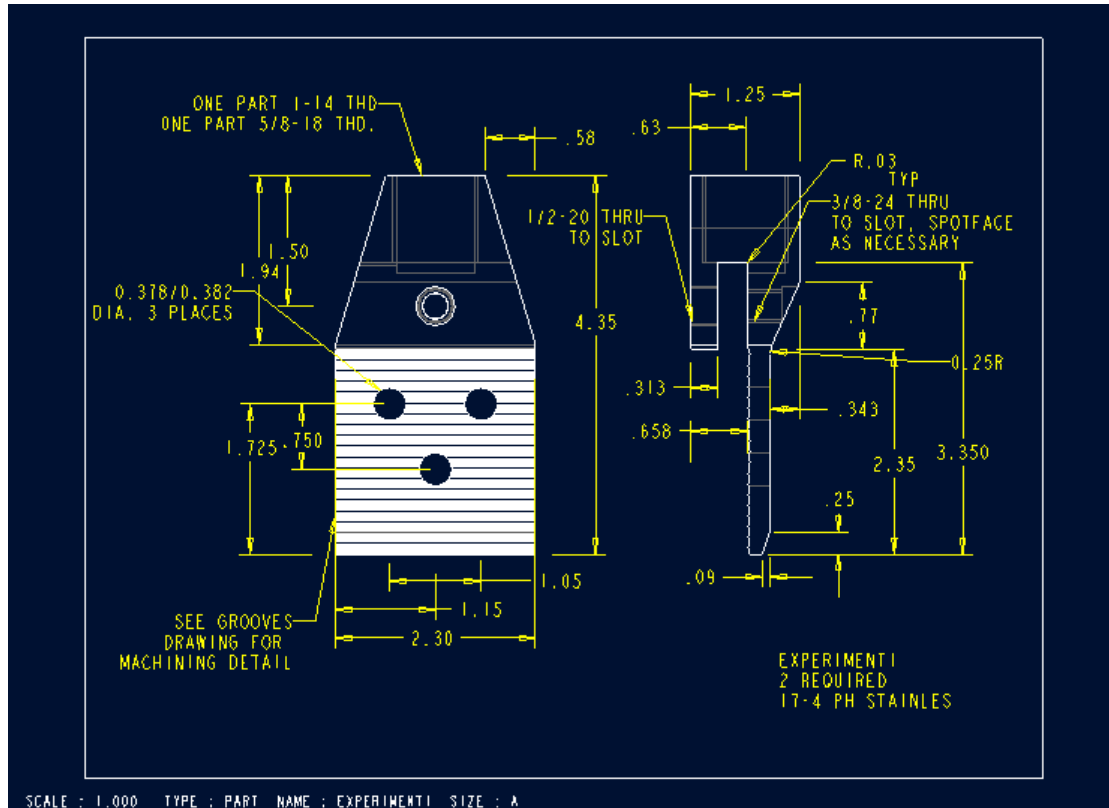 ONE PART 1-14 THD
ONE PART 5/8-18 THD.
.58
1.25
.63
R.03
TYP
3/8-24 THRU
TO SLOT, SPOTFACE
AS NECESSARY
1/2-20 THRU
TO SLOT
1.50
1.94
0.378/0.382
DIA. 3 PLACES
4.35
.77
0.25R
.313
.343
.658
1.725
.750
2.35
3.350
.25
.09
1.05
1.15
2.30
SEE GROOVES
DRAWING FOR
MACHINING DETAIL
EXPERIMENT1
2 REQUIRED
17-4 PH STAINLES
SCALE : 1.000 TYPE : PART NAME : EXPERIMENT1 SIZE : A